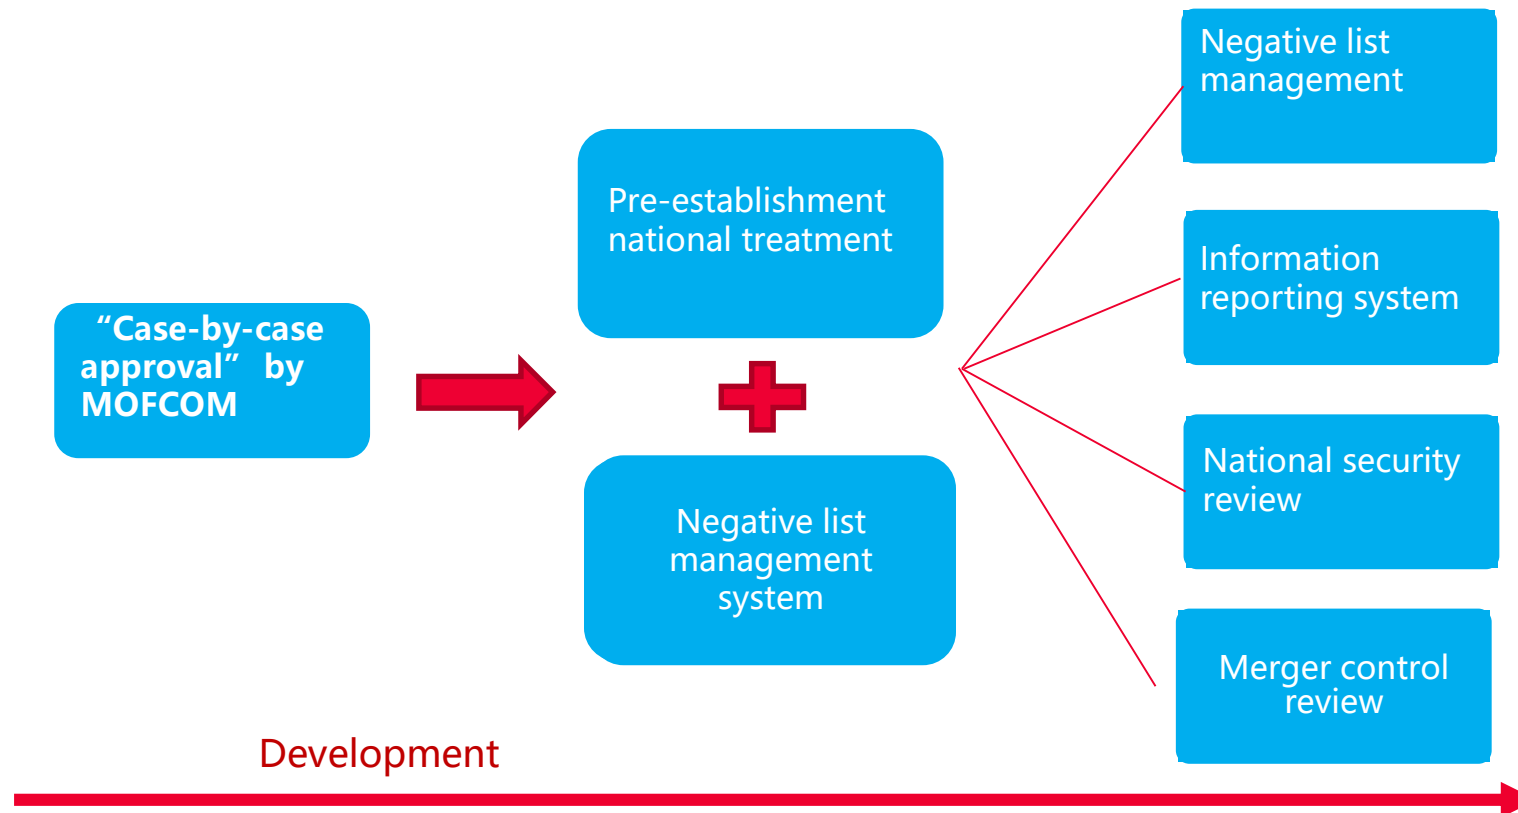 “Case-by-case
approval” by
MOFCOM
Pre-establishment
national treatment
Negative list
management
system
Negative list
management
Information
reporting system
National security
review
Merger control
review
Development